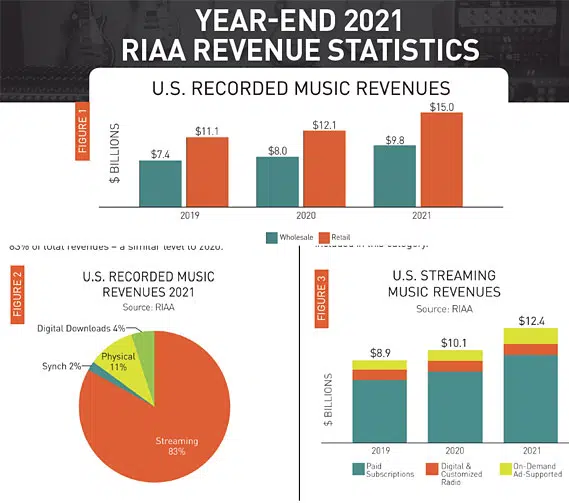 YEAR-END 2021
RIAA REVENUE STATISTICS
FIGURE 1
U.S. RECORDED MUSIC REVENUES
$ BILLIONS
$7.4
$11.1
$8.0
$12.1
$9.8
$15.0
2019
2020
2021
Wholesale
Retail
83% of total revenues – a similar level to 2020.
included in this category.
FIGURE 2
U.S. RECORDED MUSIC
REVENUES 2021
Source: RIAA
Digital Downloads 4%
Physical
11%
Synch 2%
Streaming
83%
FIGURE 3
U.S. STREAMING
MUSIC REVENUES
Source: RIAA
$ BILLIONS
$8.9
$10.1
$12.4
2019
2020
2021
Paid
Subscriptions
Digital &
Customized
Radio
On-Demand
Ad-Supported